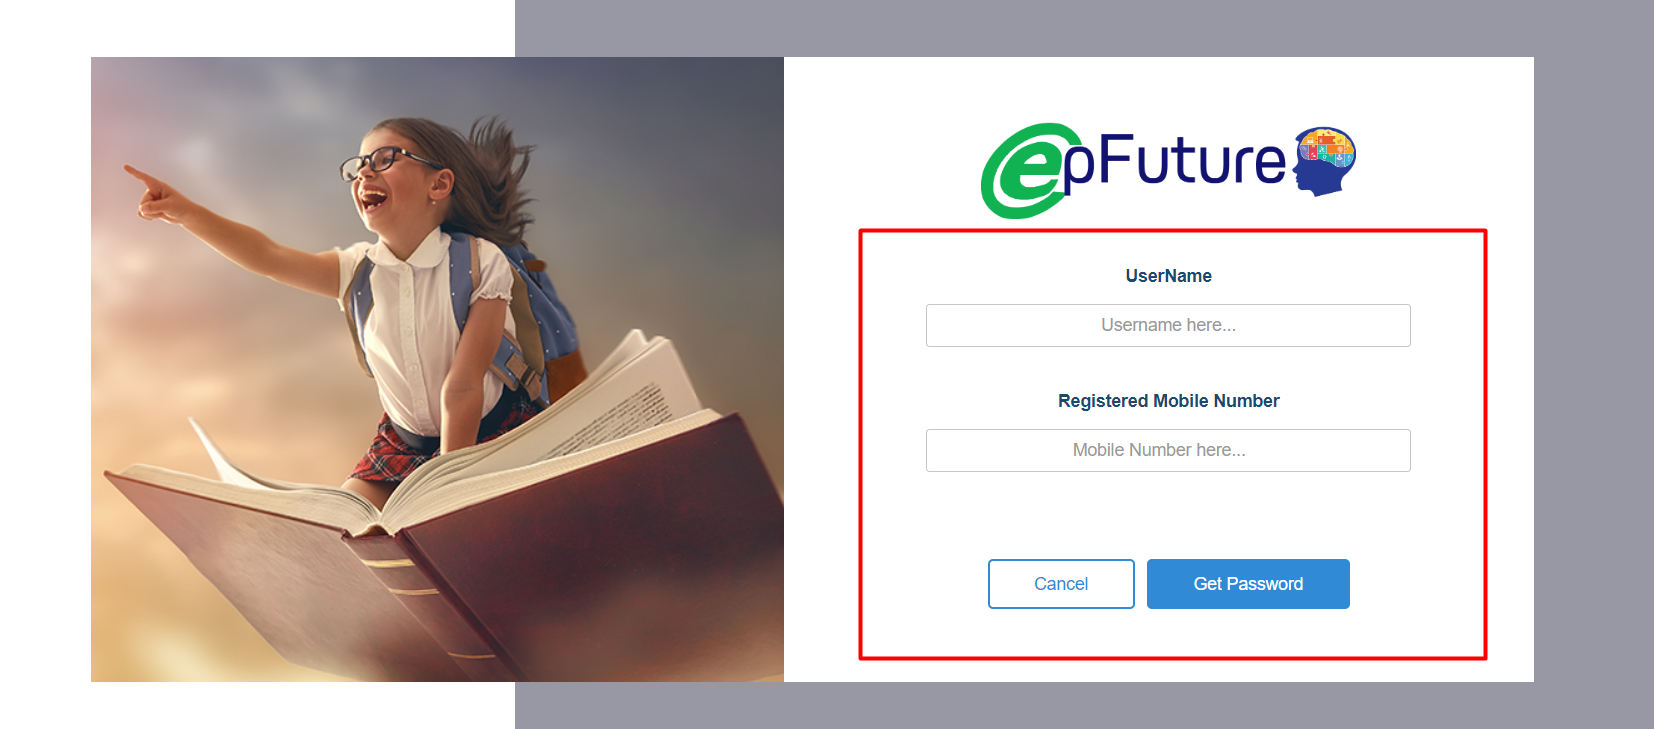 epFuture
UserName
Username here...
Registered Mobile Number
Mobile Number here...
Cancel
Get Password